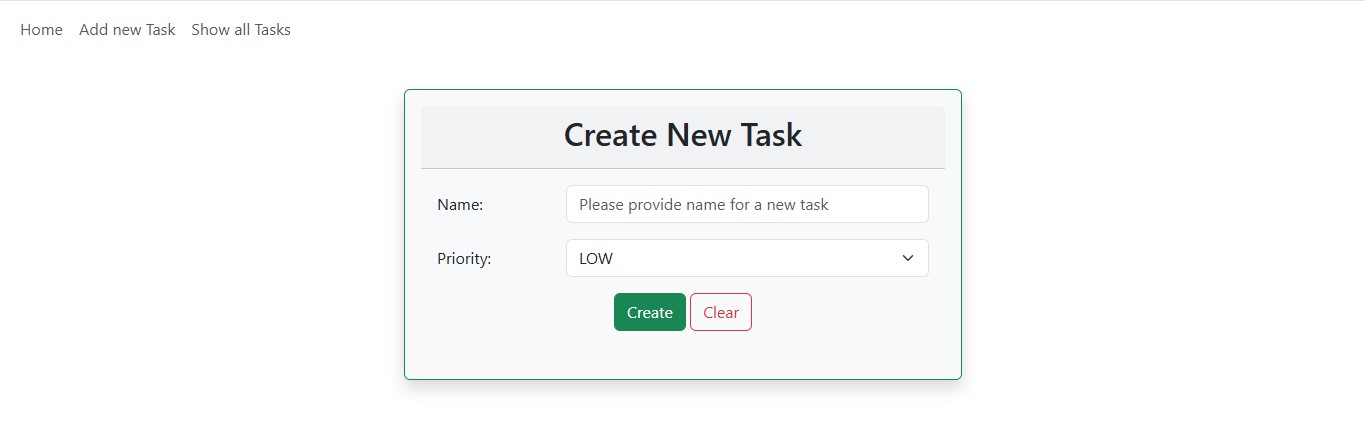 Home Add new Task Show all Tasks
Create New Task
Name: Please provide name for a new task
Priority: LOW
Create Clear